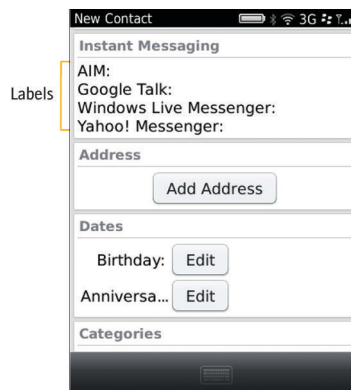 New Contact 3G
Instant Messaging
AIM:
Google Talk:
Labels
Windows Live Messenger:
Yahoo! Messenger:
Address
Add Address
Dates
Birthday: Edit
Anniversa... Edit
Categories